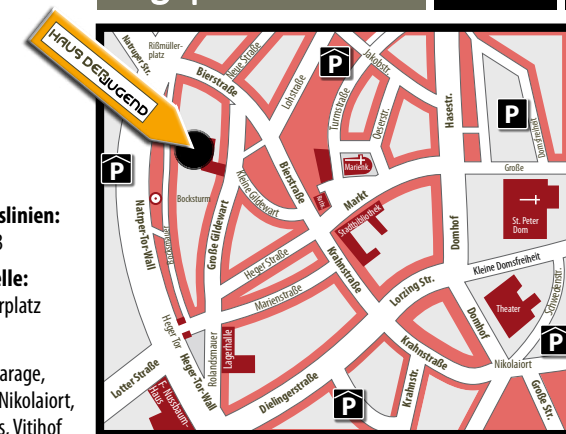 HAUS DER JUGEND
Natruper Str.
Rißmüller-
platz
Bierstraße
Neue Straße
Lohstraße
P
Jakobstr.
Turmstraße
Oeserstr.
Hasestr.
P
Domfreiheit
P
Marienk.
Große
Bierstraße
Kleine Gildewart
Bocksturm
Markt
Stadtbibliothek
St. Peter
Dom
slinien:
3
Natruper-Tor-Wall
Große Gildewart
Domhof
Heger Straße
Krahnstraße
Kleine Domsfreiheit
elle:
rplatz
Marienstraße
Lorzing Str.
Schwedenstr.
Theater
Domhof
Heger Tor
Rolandsmauer
Lagerhalle
Krahnstraße
P
Nikolaiort
arage,
Nikolaiort,
s, Vitihof
Lotter Straße
Heger-Tor-Wall
F.-Nussbaum-
Haus
Dielingerstraße
P
Krahnstr.
Große Str.